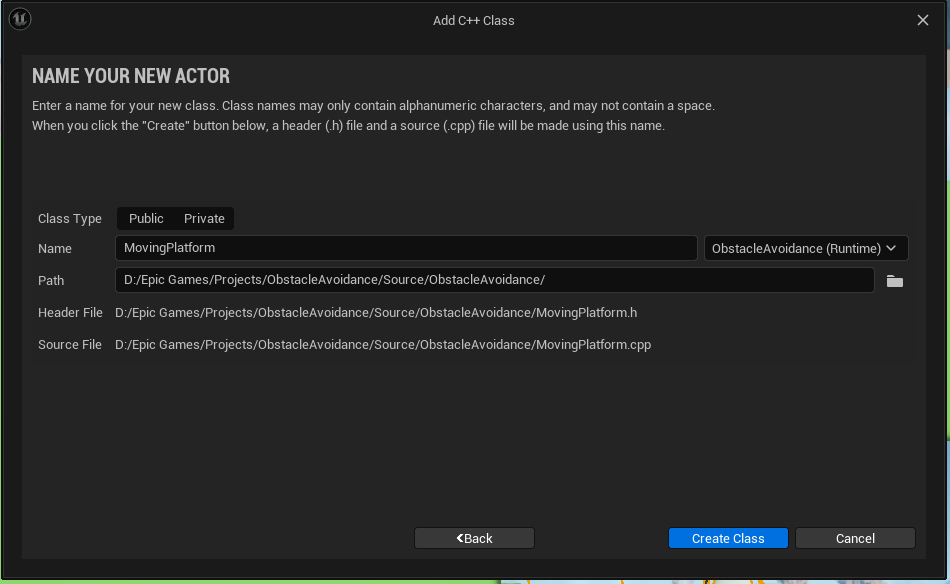 Add C++ Class
NAME YOUR NEW ACTOR
Enter a name for your new class. Class names may only contain alphanumeric characters, and may not contain a space.
When you click the "Create" button below, a header (.h) file and a source (.cpp) file will be made using this name.
Class Type Public Private
Name MovingPlatform ObstacleAvoidance (Runtime)
Path D:/Epic Games/Projects/ObstacleAvoidance/Source/ObstacleAvoidance/
Header File D:/Epic Games/Projects/ObstacleAvoidance/Source/ObstacleAvoidance/MovingPlatform.h
Source File D:/Epic Games/Projects/ObstacleAvoidance/Source/ObstacleAvoidance/MovingPlatform.cpp
Back Create Class Cancel